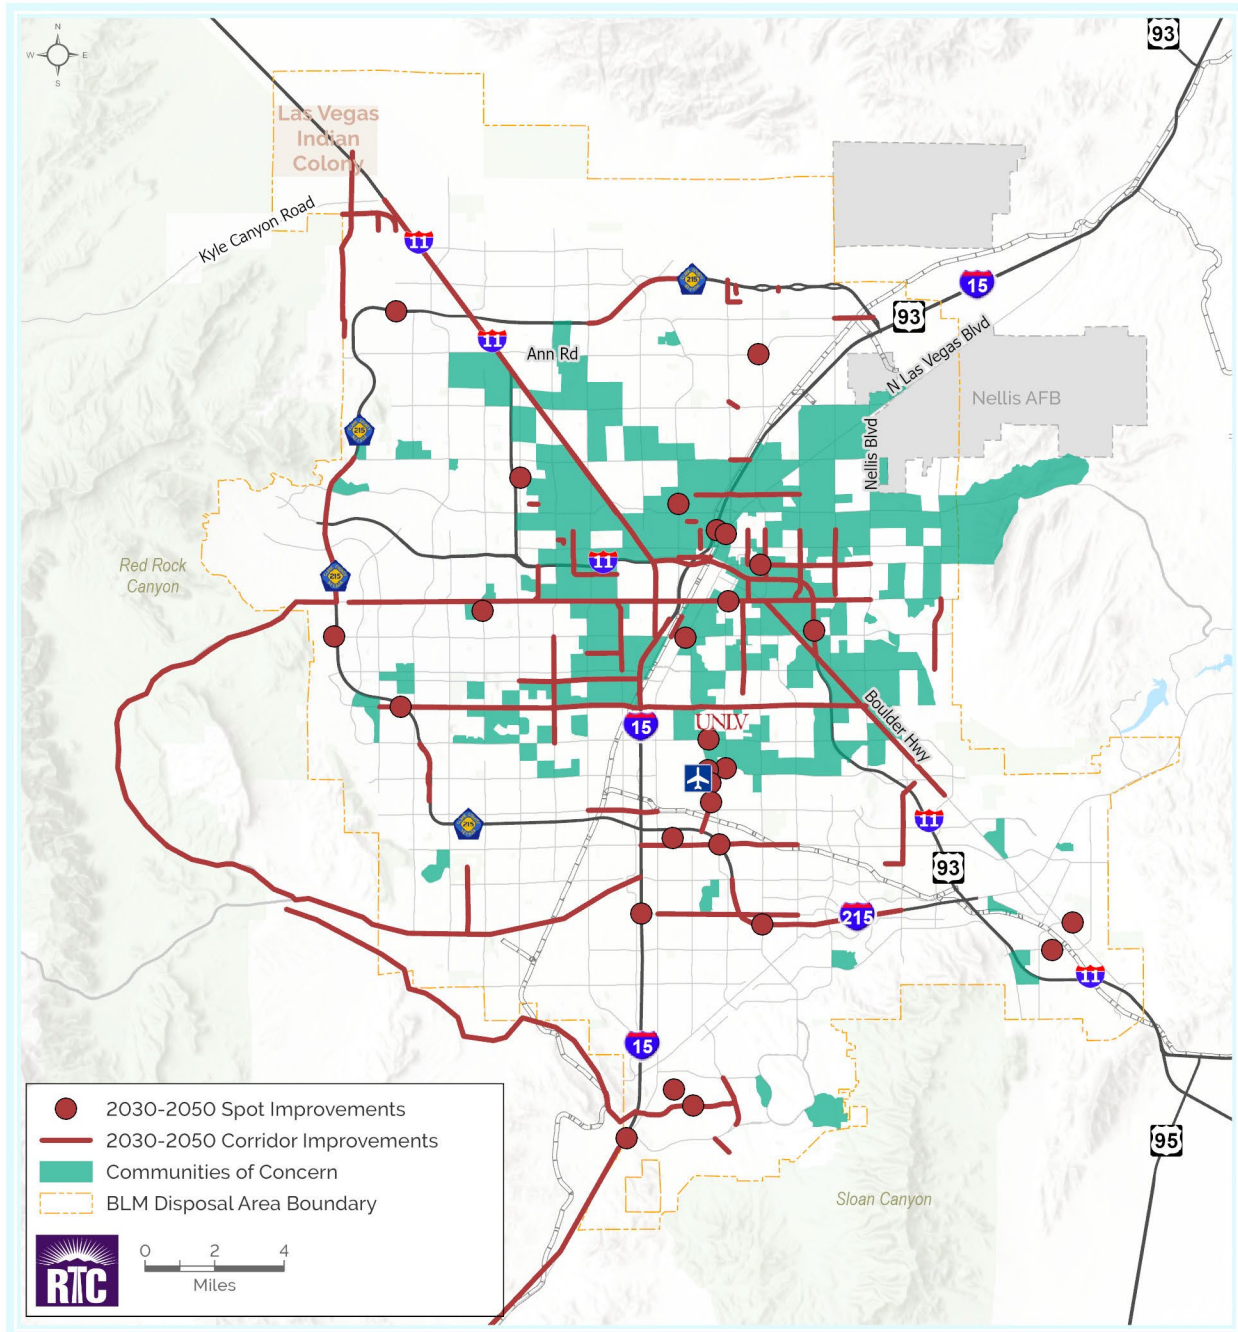 N
W
E
S
93
Las Vegas
Indian
Colony
Kyle Canyon Road
11
215
15
93
11
Ann Rd
N Las Vegas Blvd
Nellis AFB
215
Nellis Blvd
11
Red Rock
Canyon
215
Boulder Hwy
UNLV
15
215
11
93
215
11
15
95
Sloan Canyon
2030-2050 Spot Improvements
2030-2050 Corridor Improvements
Communities of Concern
BLM Disposal Area Boundary
RTC
0 2 4
Miles